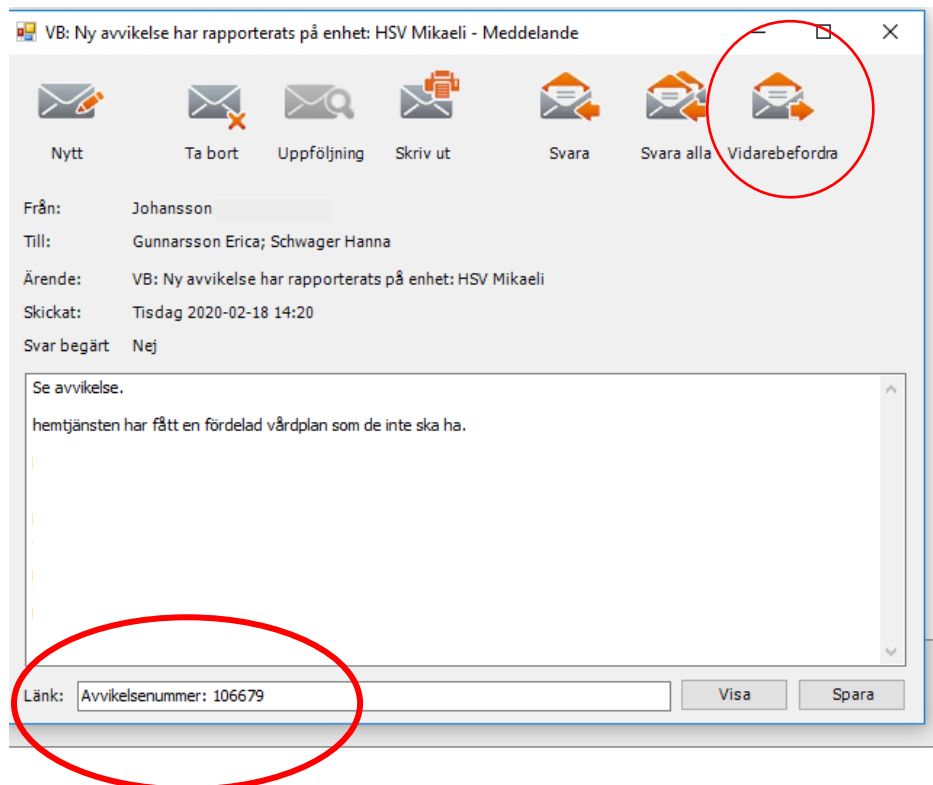 VB: Ny avvikelse har rapporterats på enhet: HSV Mikaeli - Meddelande
Nytt Ta bort Uppföljning Skriv ut Svara Svara alla Vidarebefordra
Från: Johansson
Till: Gunnarsson Erica; Schwager Hanna
Ärende: VB: Ny avvikelse har rapporterats på enhet: HSV Mikaeli
Skickat: Tisdag 2020-02-18 14:20
Svar begärt Nej
Se avvikelse.
hemtjänsten har fått en fördelad vårdplan som de inte ska ha.
Länk: Avvikelsenummer: 106679 Visa Spara